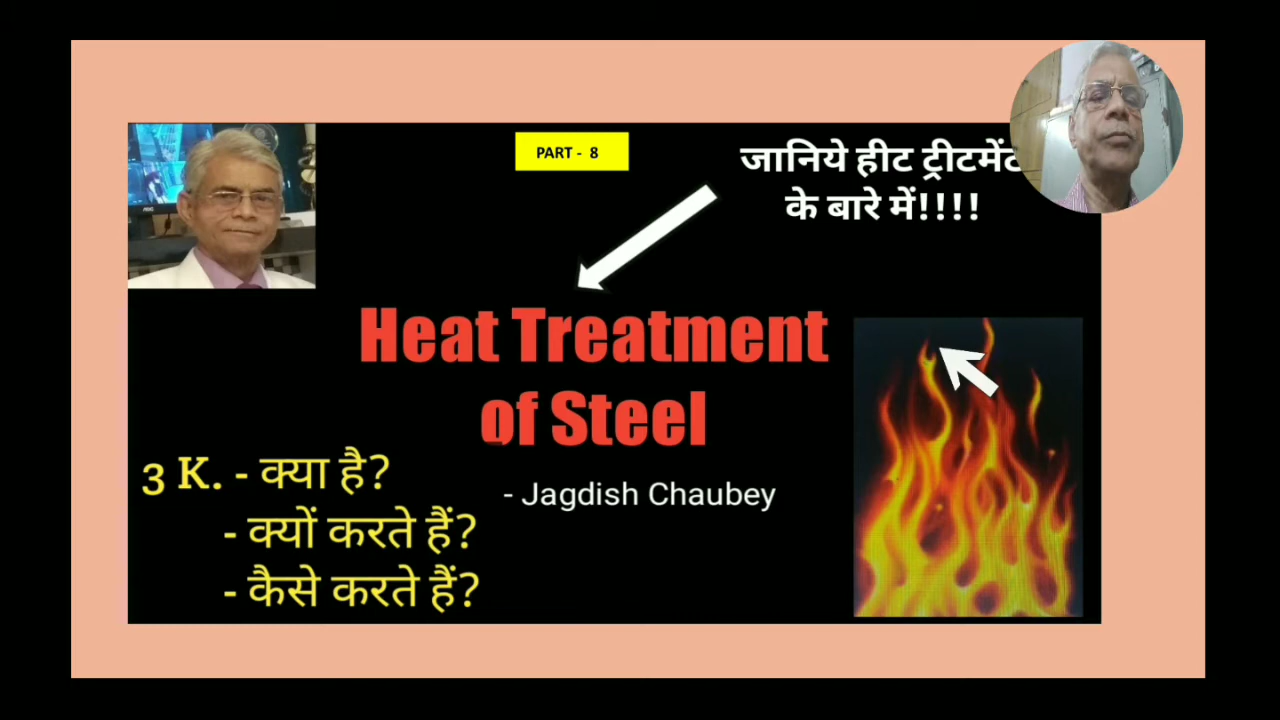 PART - 8
जानिये हीट ट्रीटमेंट
के बारे में!!!!
Heat Treatment
of Steel
- Jagdish Chaubey
3 K. - क्या है?
- क्यों करते हैं?
- कैसे करते हैं?